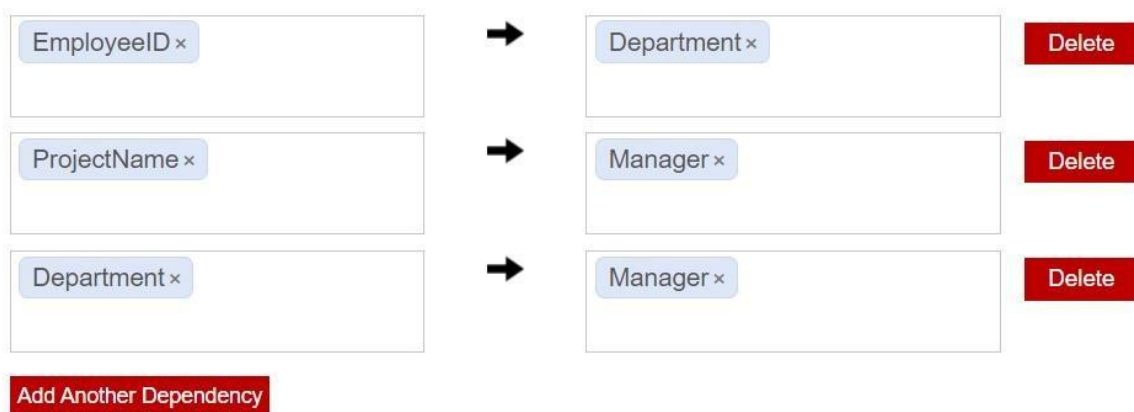 EmployeeID × Department × Delete
ProjectName × Manager × Delete
Department × Manager × Delete
Add Another Dependency